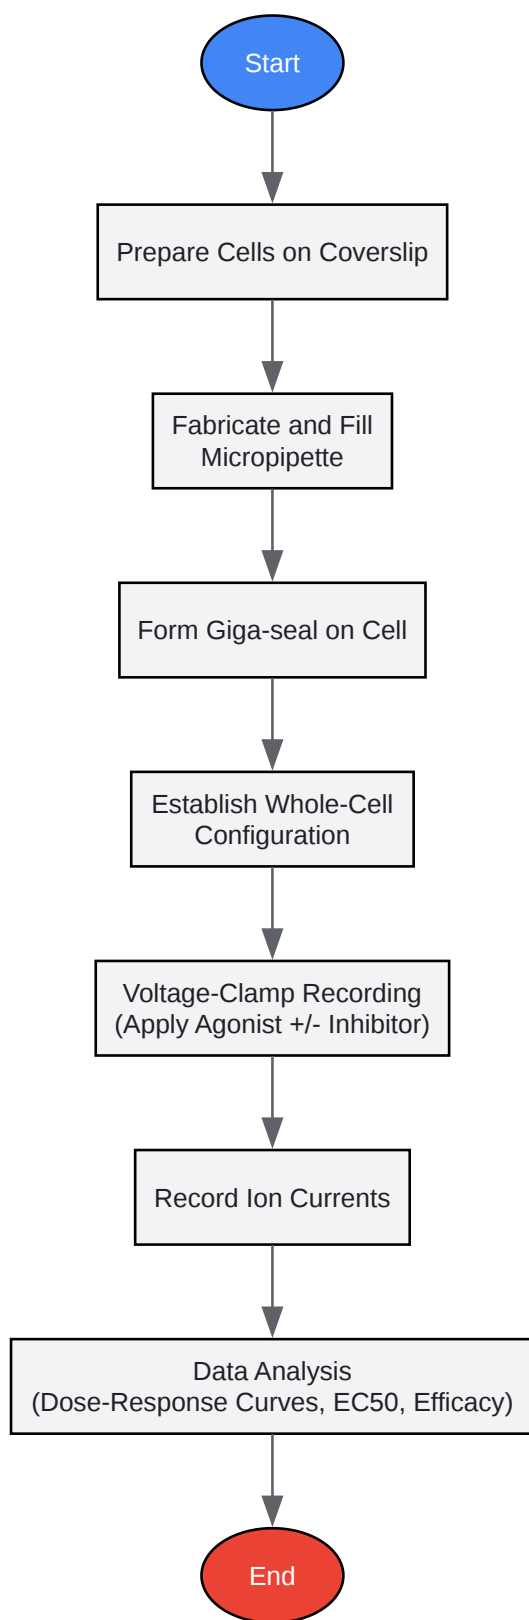 Start
Prepare Cells on Coverslip
Fabricate and Fill
Micropipette
Form Giga-seal on Cell
Establish Whole-Cell
Configuration
Voltage-Clamp Recording
(Apply Agonist +/- Inhibitor)
Record Ion Currents
Data Analysis
(Dose-Response Curves, EC50, Efficacy)
End